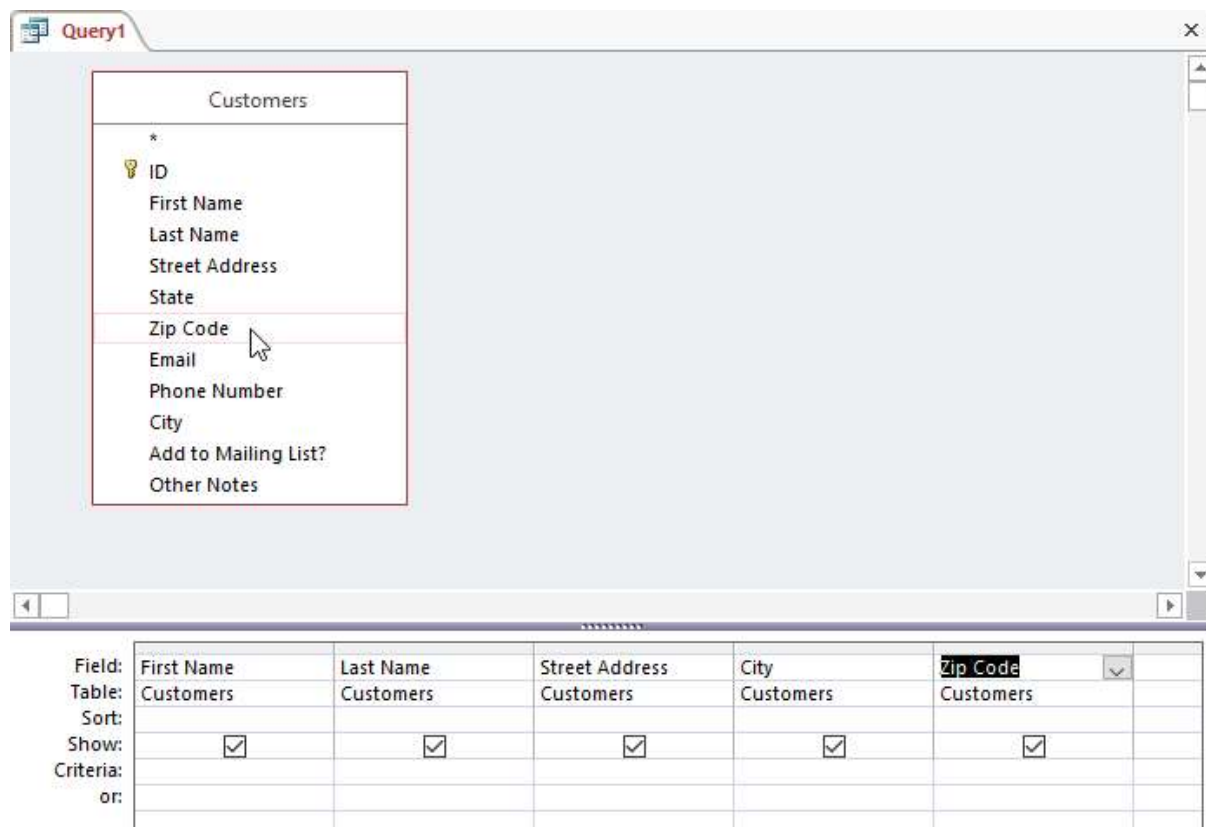 Query1
Customers
*
ID
First Name
Last Name
Street Address
State
Zip Code
Email
Phone Number
City
Add to Mailing List?
Other Notes
Field: First Name Last Name Street Address City Zip Code
Table: Customers Customers Customers Customers Customers
Sort:
Show:
Criteria:
or: